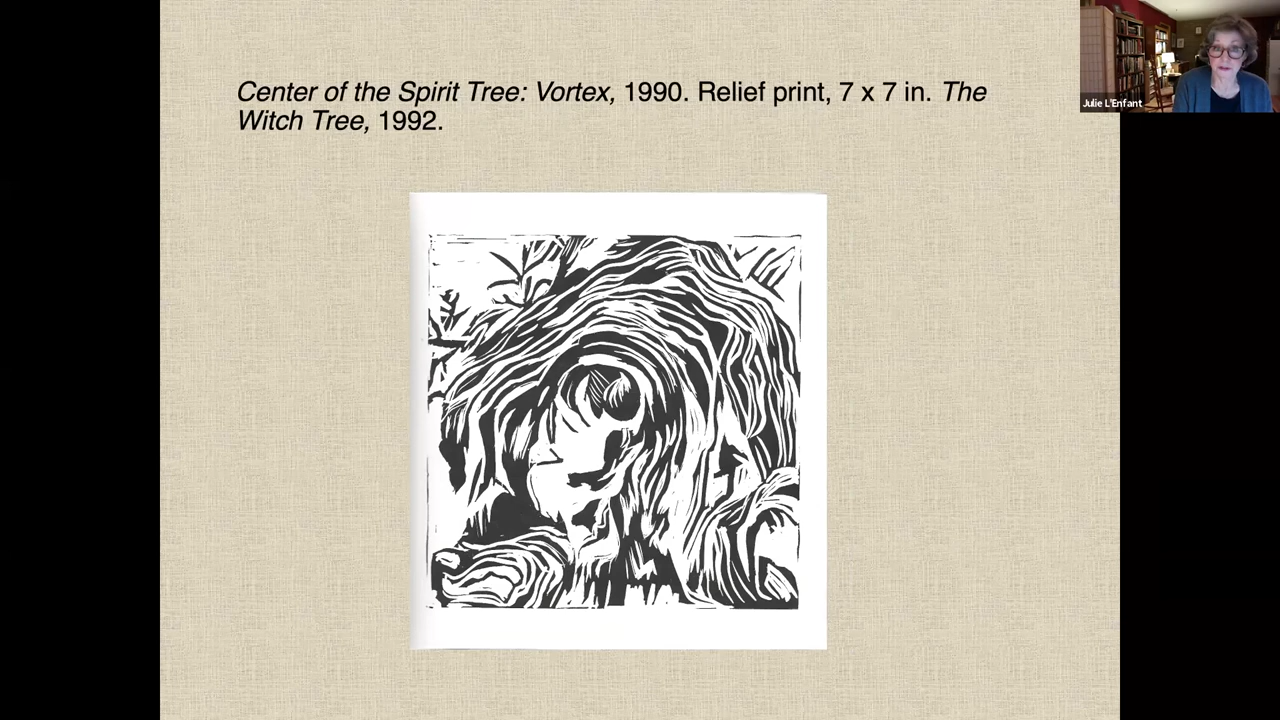 Center of the Spirit Tree: Vortex, 1990. Relief print, 7 x 7 in. The
Witch Tree, 1992.
Julie L'Enfant